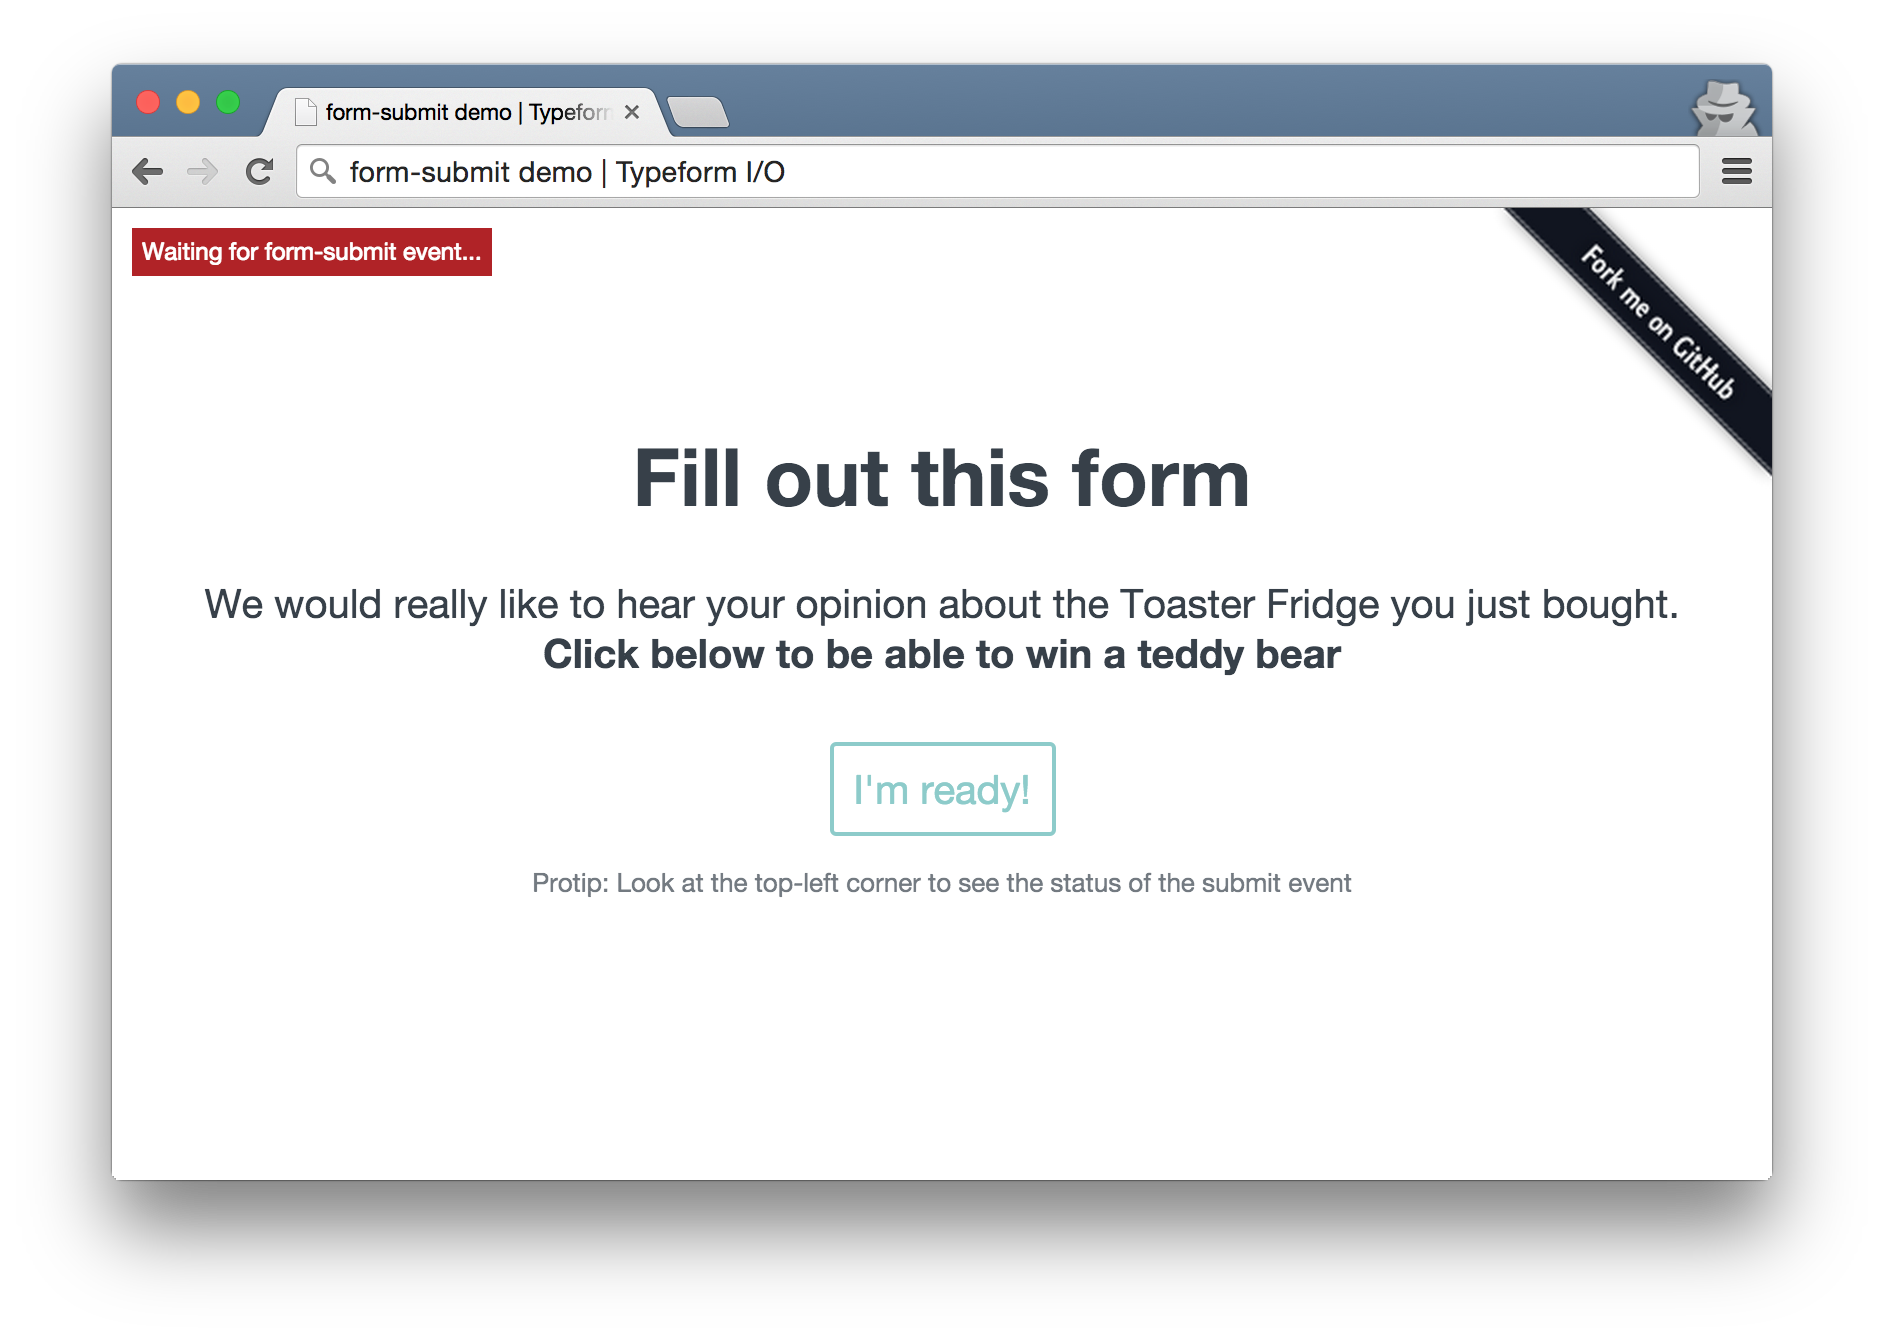 form-submit demo | Typeform
form-submit demo | Typeform I/O
Waiting for form-submit event...
Fork me on GitHub
Fill out this form
We would really like to hear your opinion about the Toaster Fridge you just bought.
Click below to be able to win a teddy bear
I'm ready!
Protip: Look at the top-left corner to see the status of the submit event